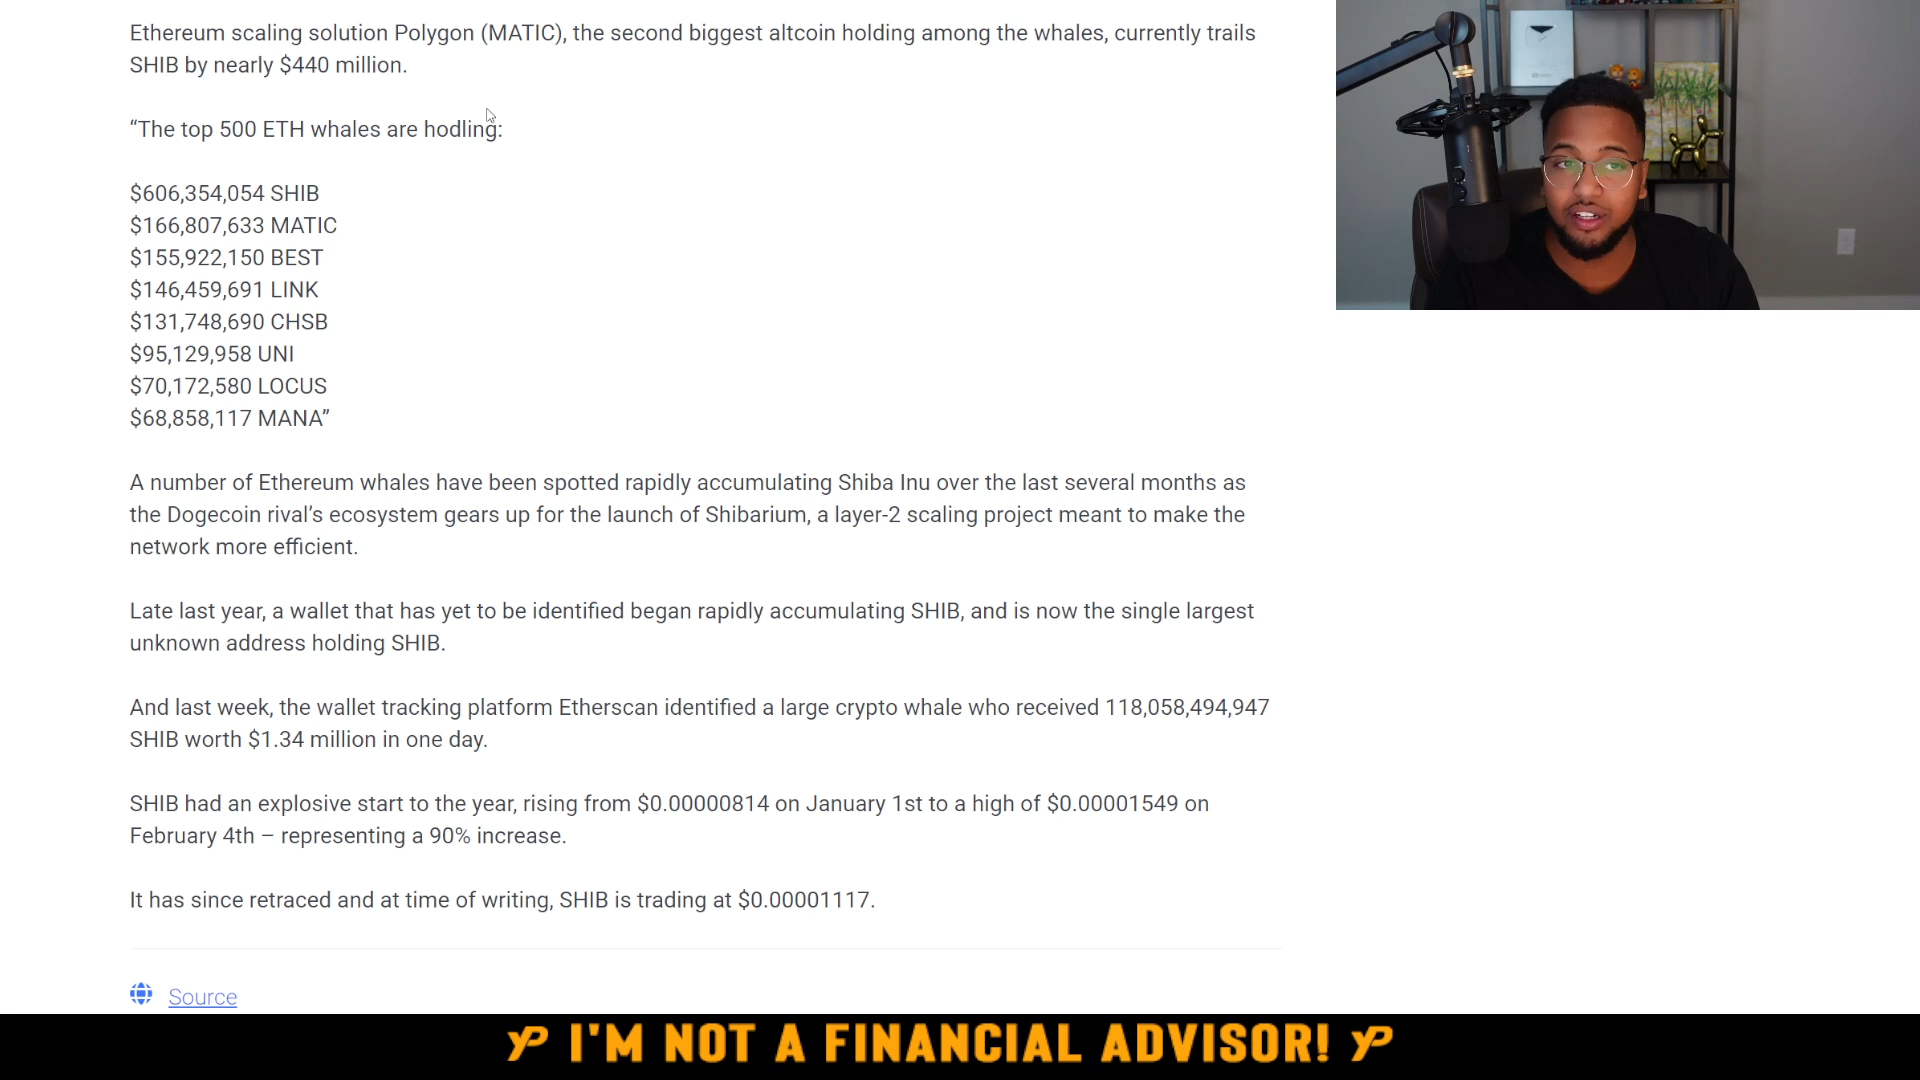 Ethereum scaling solution Polygon (MATIC), the second biggest altcoin holding among the whales, currently trails
SHIB by nearly $440 million.
“The top 500 ETH whales are hodling:
$606,354,054 SHIB
$166,807,633 MATIC
$155,922,150 BEST
$146,459,691 LINK
$131,748,690 CHSB
$95,129,958 UNI
$70,172,580 LOCUS
$68,858,117 MANA”
A number of Ethereum whales have been spotted rapidly accumulating Shiba Inu over the last several months as
the Dogecoin rival’s ecosystem gears up for the launch of Shibarium, a layer-2 scaling project meant to make the
network more efficient.
Late last year, a wallet that has yet to be identified began rapidly accumulating SHIB, and is now the single largest
unknown address holding SHIB.
And last week, the wallet tracking platform Etherscan identified a large crypto whale who received 118,058,494,947
SHIB worth $1.34 million in one day.
SHIB had an explosive start to the year, rising from $0.00000814 on January 1st to a high of $0.00001549 on
February 4th – representing a 90% increase.
It has since retraced and at time of writing, SHIB is trading at $0.00001117.
Source
YP I'M NOT A FINANCIAL ADVISOR! YP